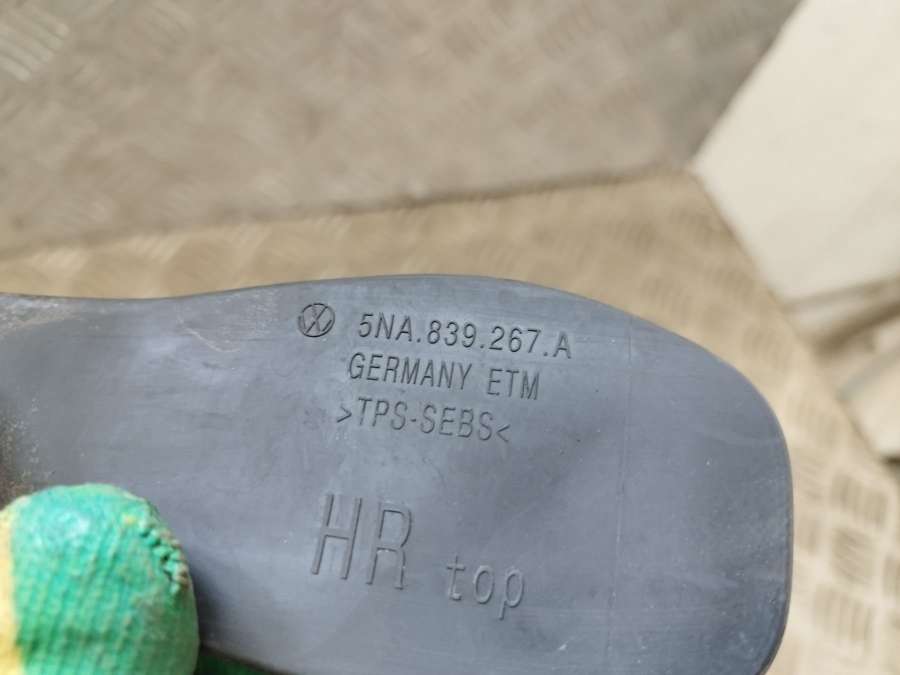 5NA.839.267.A
GERMANY ETM
>TPS-SEBS<
HR top